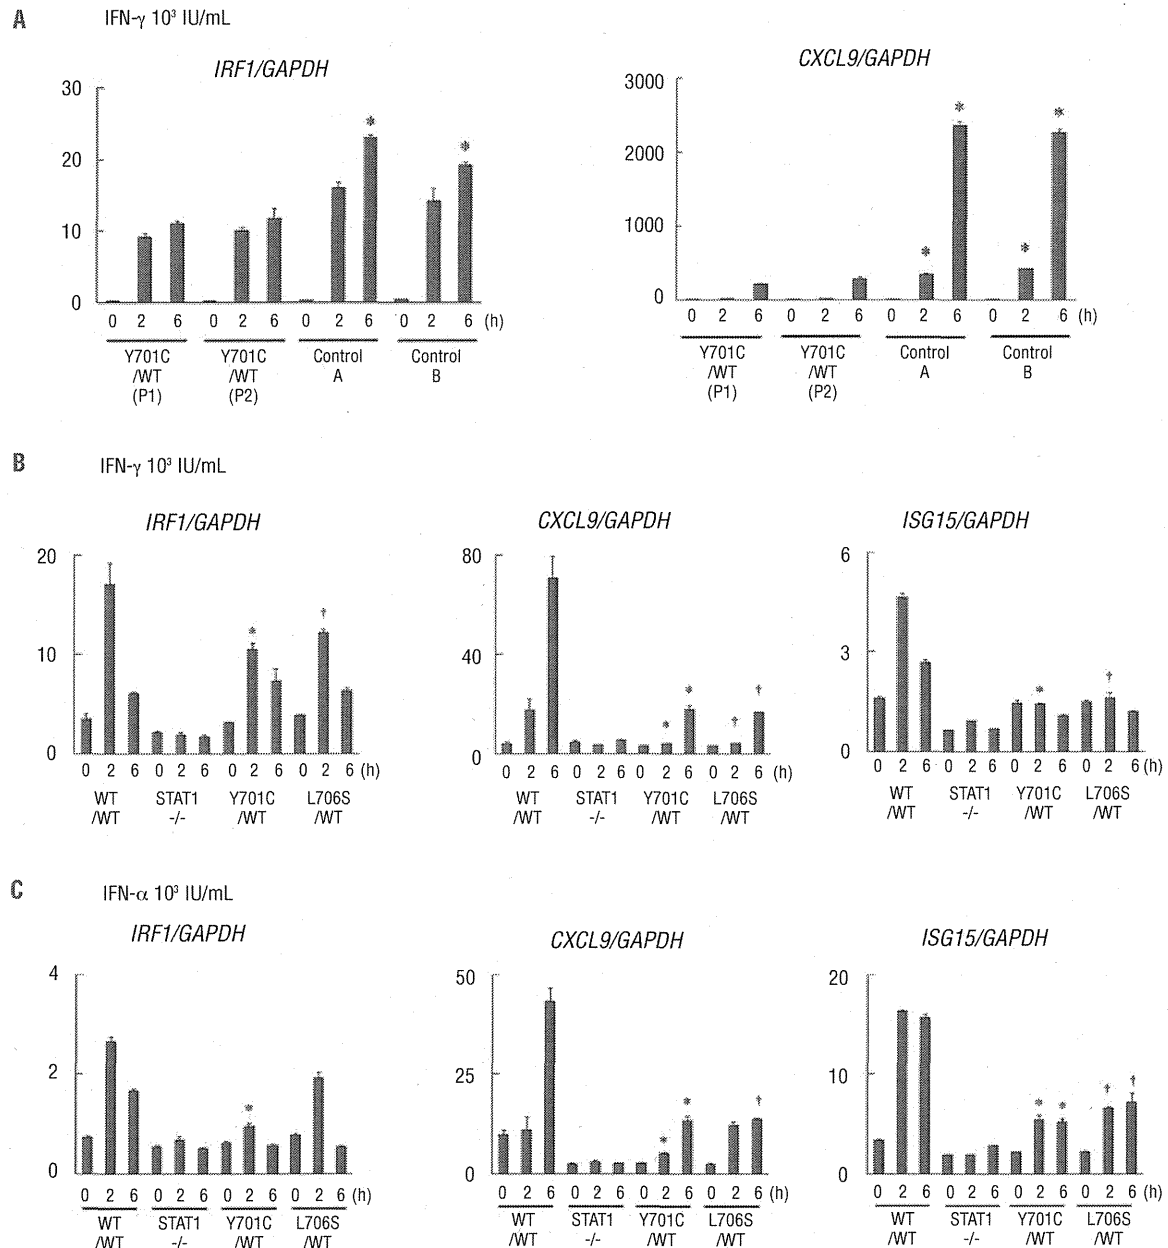 A
IFN-γ 10³ IU/mL
IRF1/GAPDH
30
20
10
0
* *
0 2 6 0 2 6 0 2 6 0 2 6 (h)
Y701C /WT (P1)
Y701C /WT (P2)
Control A
Control B
CXCL9/GAPDH
3000
2000
1000
0
* * * *
0 2 6 0 2 6 0 2 6 0 2 6 (h)
Y701C /WT (P1)
Y701C /WT (P2)
Control A
Control B
B
IFN-γ 10³ IU/mL
IRF1/GAPDH
20
10
0
* †
0 2 6 0 2 6 0 2 6 0 2 6 (h)
WT /WT
STAT1 -/-
Y701C /WT
L706S /WT
CXCL9/GAPDH
80
40
0
* * † †
0 2 6 0 2 6 0 2 6 0 2 6 (h)
WT /WT
STAT1 -/-
Y701C /WT
L706S /WT
ISG15/GAPDH
6
3
0
* †
0 2 6 0 2 6 0 2 6 0 2 6 (h)
WT /WT
STAT1 -/-
Y701C /WT
L706S /WT
C
IFN-α 10³ IU/mL
IRF1/GAPDH
4
2
0
*
0 2 6 0 2 6 0 2 6 0 2 6 (h)
WT /WT
STAT1 -/-
Y701C /WT
L706S /WT
CXCL9/GAPDH
50
25
0
* * †
0 2 6 0 2 6 0 2 6 0 2 6 (h)
WT /WT
STAT1 -/-
Y701C /WT
L706S /WT
ISG15/GAPDH
20
10
0
* * † †
0 2 6 0 2 6 0 2 6 0 2 6 (h)
WT /WT
STAT1 -/-
Y701C /WT
L706S /WT